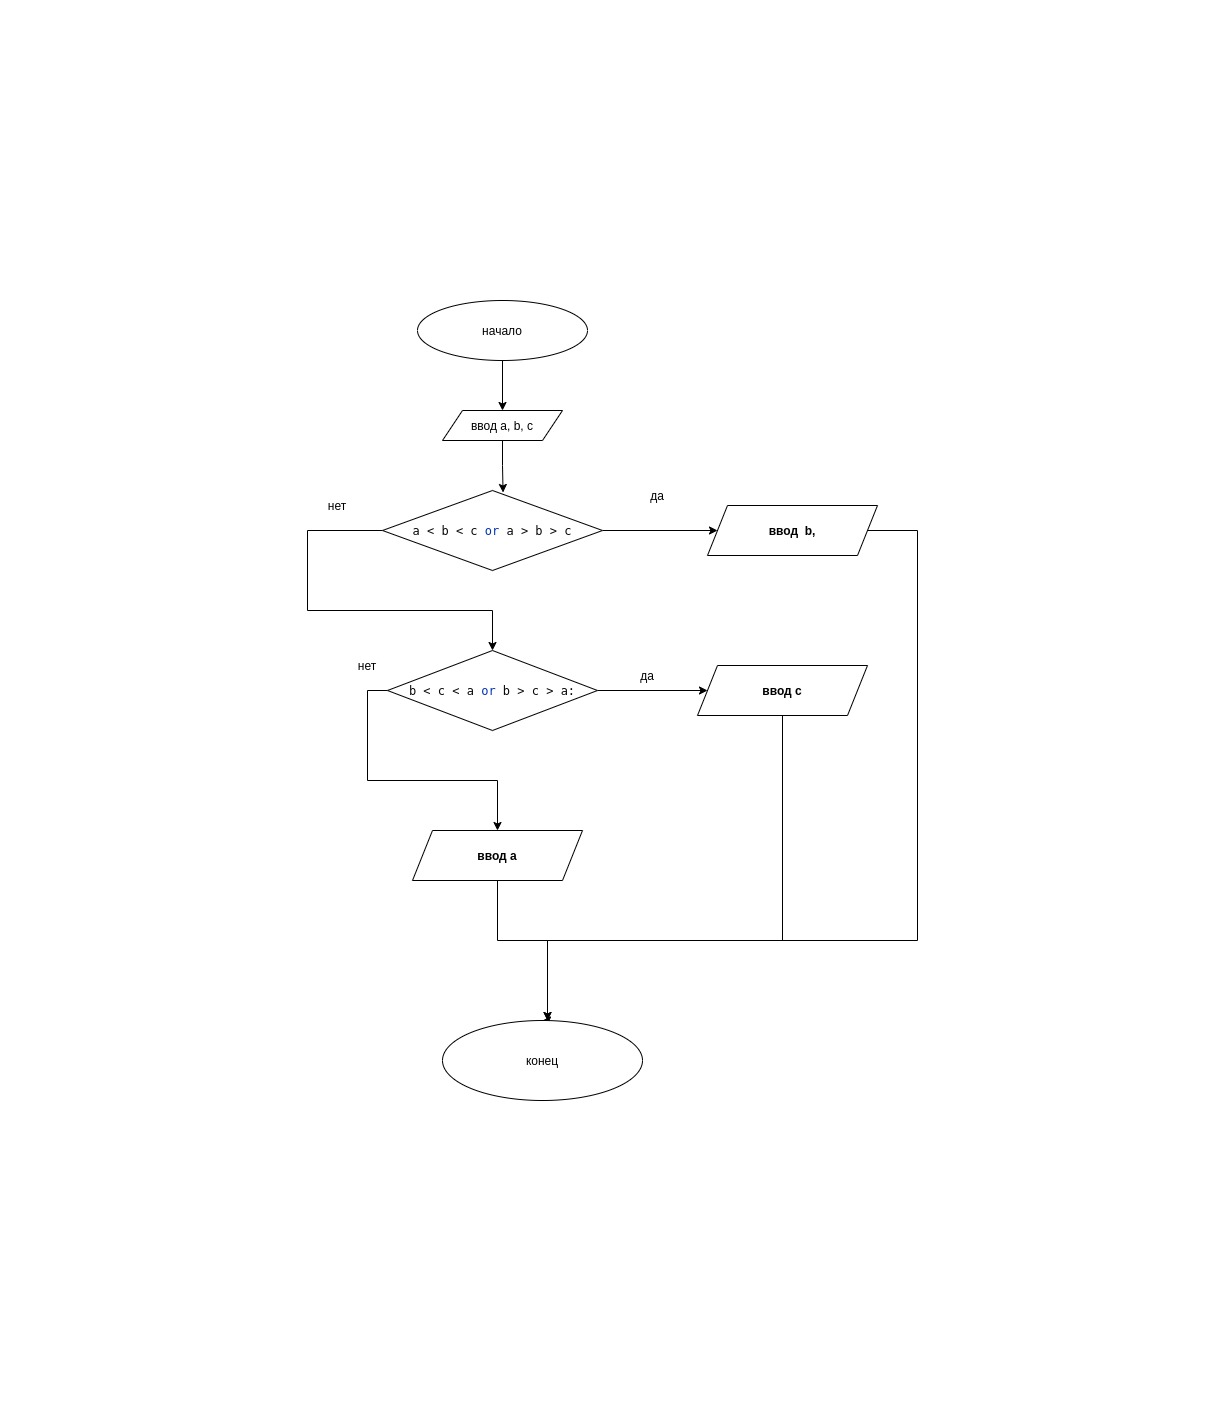 начало
ввод a, b, c
да
нет
a < b < c or a > b > c
ввод  b,
нет
да
b < c < a or b > c > a:
ввод c
ввод a
конец